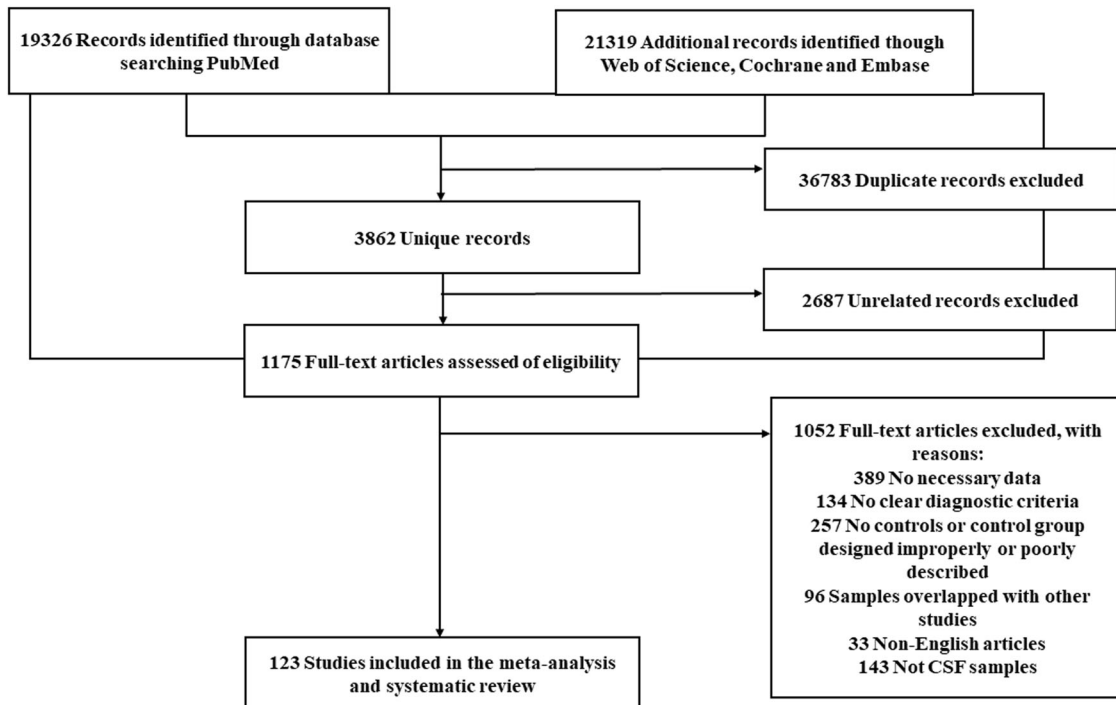 19326 Records identified through database
searching PubMed
21319 Additional records identified though
Web of Science, Cochrane and Embase
36783 Duplicate records excluded
3862 Unique records
2687 Unrelated records excluded
1175 Full-text articles assessed of eligibility
1052 Full-text articles excluded, with
reasons:
389 No necessary data
134 No clear diagnostic criteria
257 No controls or control group
designed improperly or poorly
described
96 Samples overlapped with other
studies
33 Non-English articles
143 Not CSF samples
123 Studies included in the meta-analysis
and systematic review